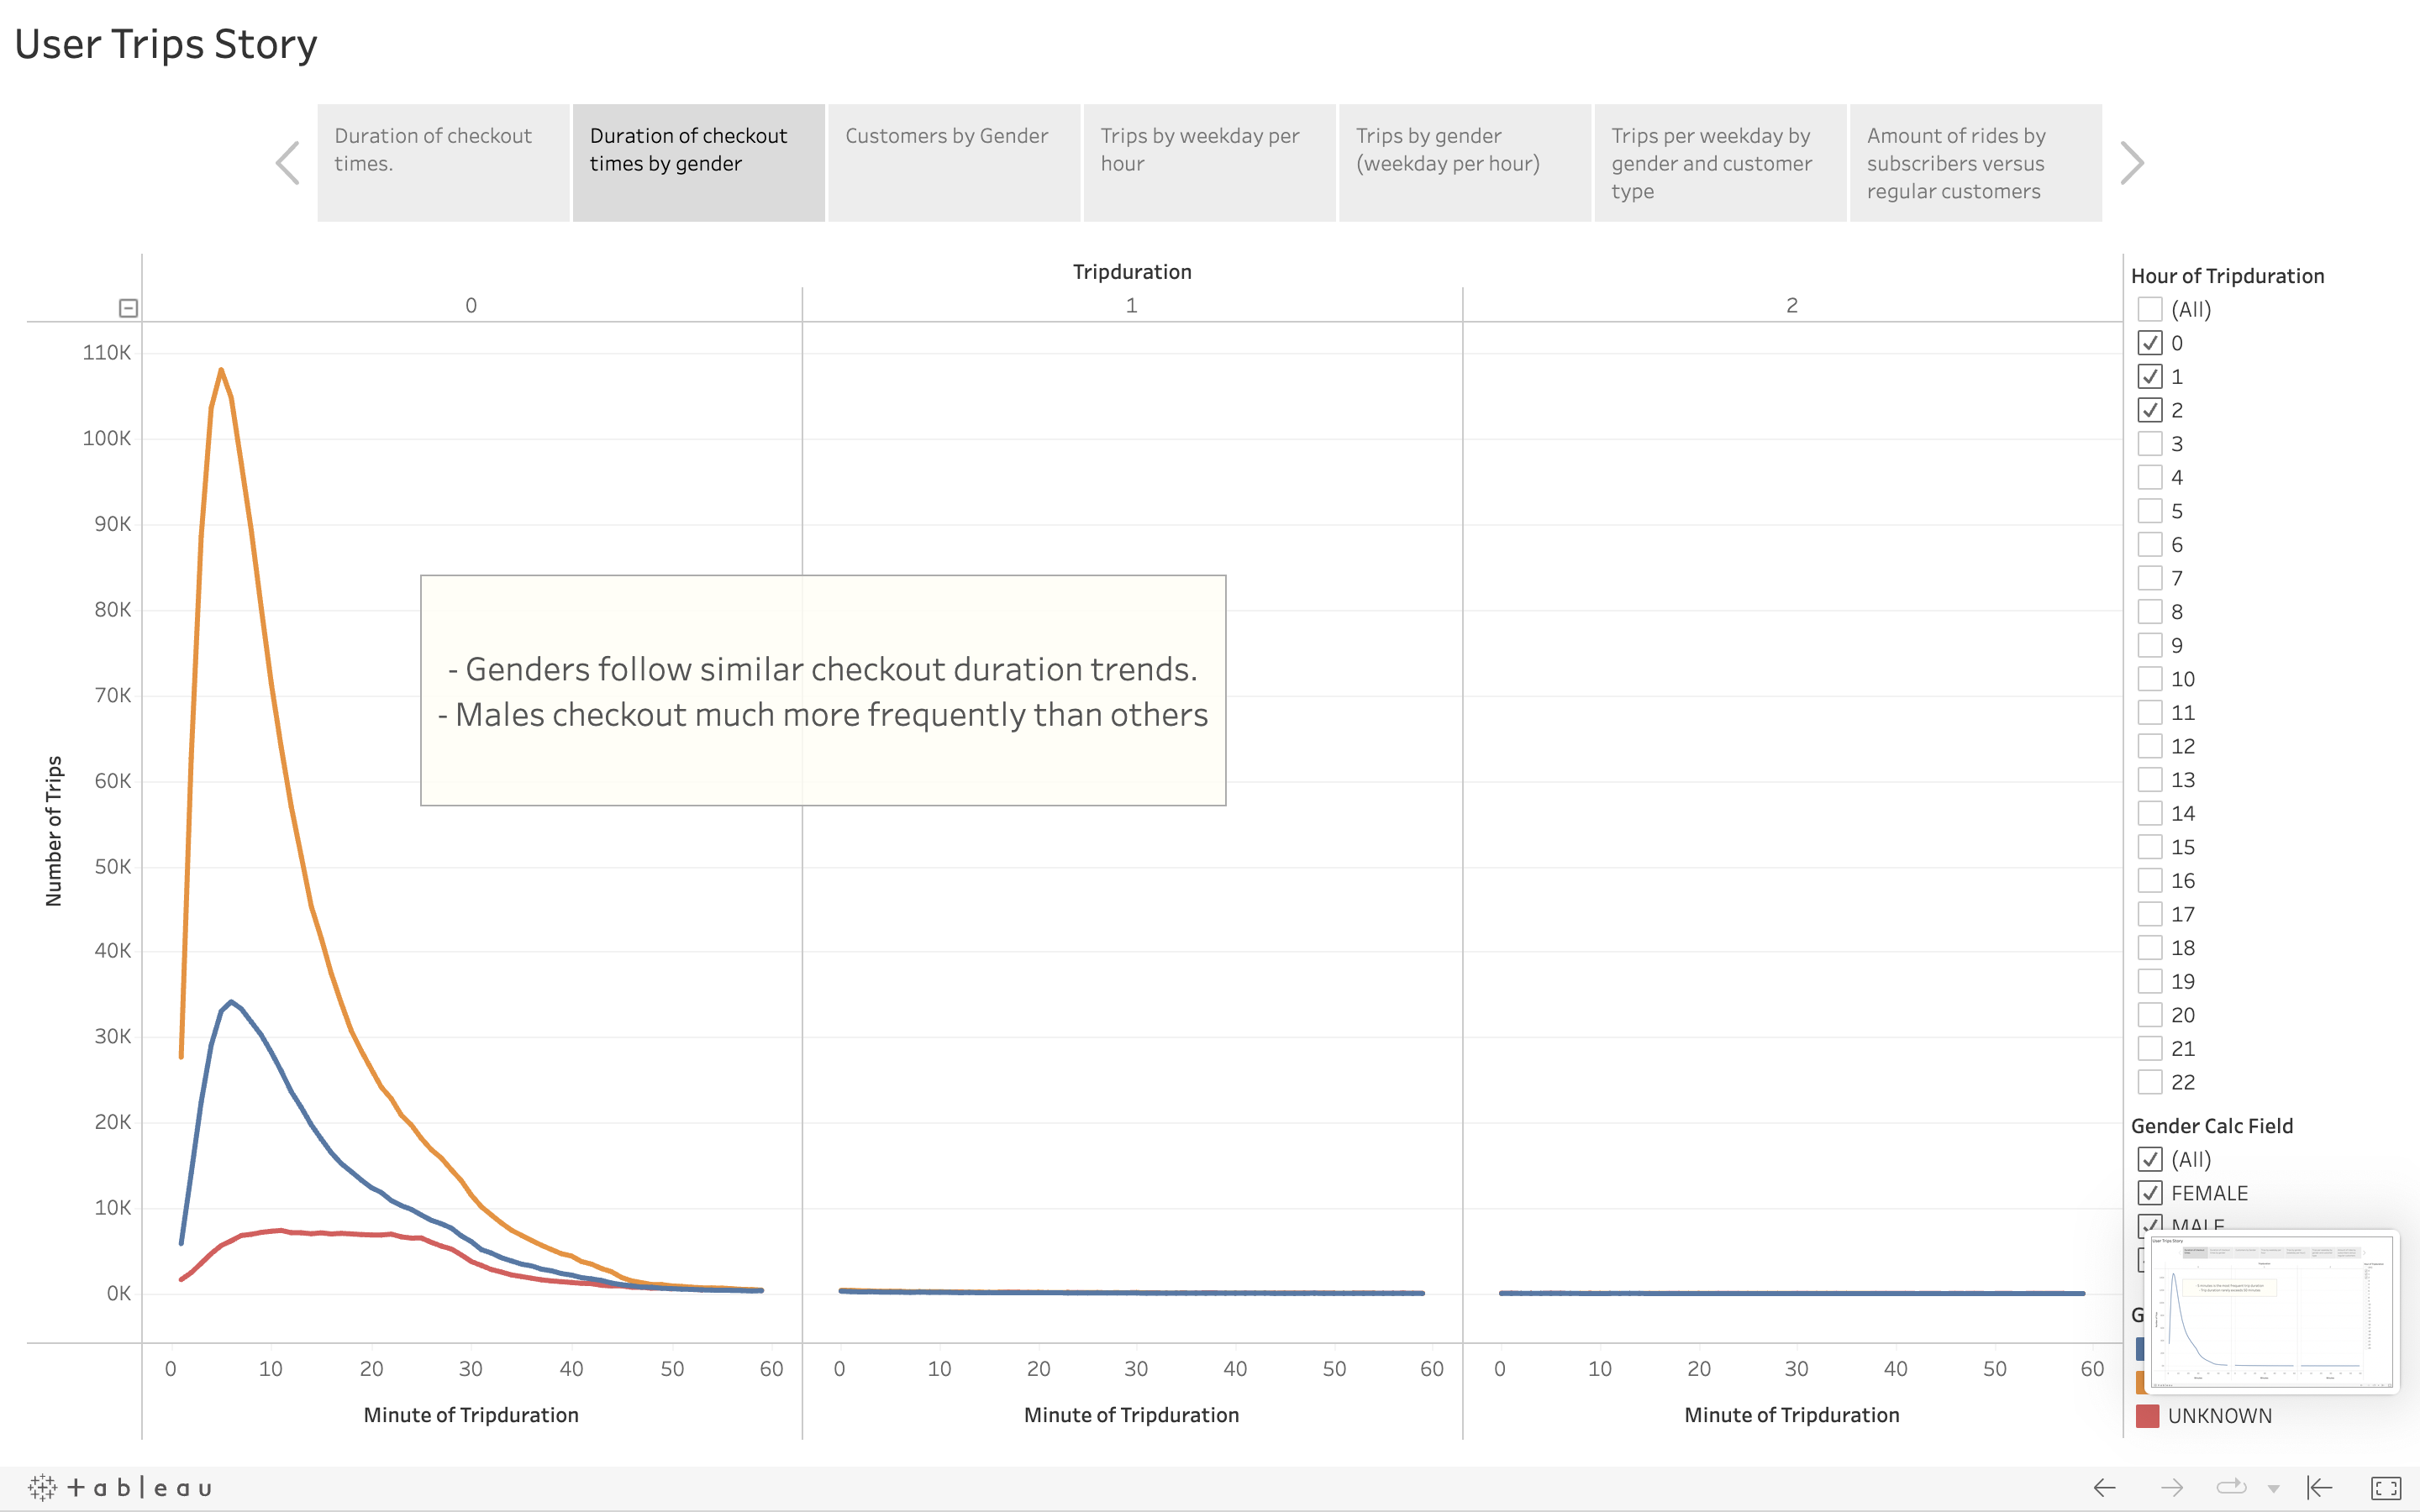 User Trips Story
Duration of checkout
times.
Duration of checkout
times by gender
Customers by Gender
Trips by weekday per
hour
Trips by gender
(weekday per hour)
Trips per weekday by
gender and customer
type
Amount of rides by
subscribers versus
regular customers
Tripduration
0
1
2
110K
100K
90K
80K
70K
60K
50K
40K
30K
20K
10K
0K
Number of Trips
- Genders follow similar checkout duration trends.
- Males checkout much more frequently than others
0 10 20 30 40 50 60
0 10 20 30 40 50 60
0 10 20 30 40 50 60
Minute of Tripduration
Minute of Tripduration
Minute of Tripduration
Hour of Tripduration
(All)
0
1
2
3
4
5
6
7
8
9
10
11
12
13
14
15
16
17
18
19
20
21
22
Gender Calc Field
(All)
FEMALE
MALE
G
User Trips Story
UNKNOWN
+ a b l e a u